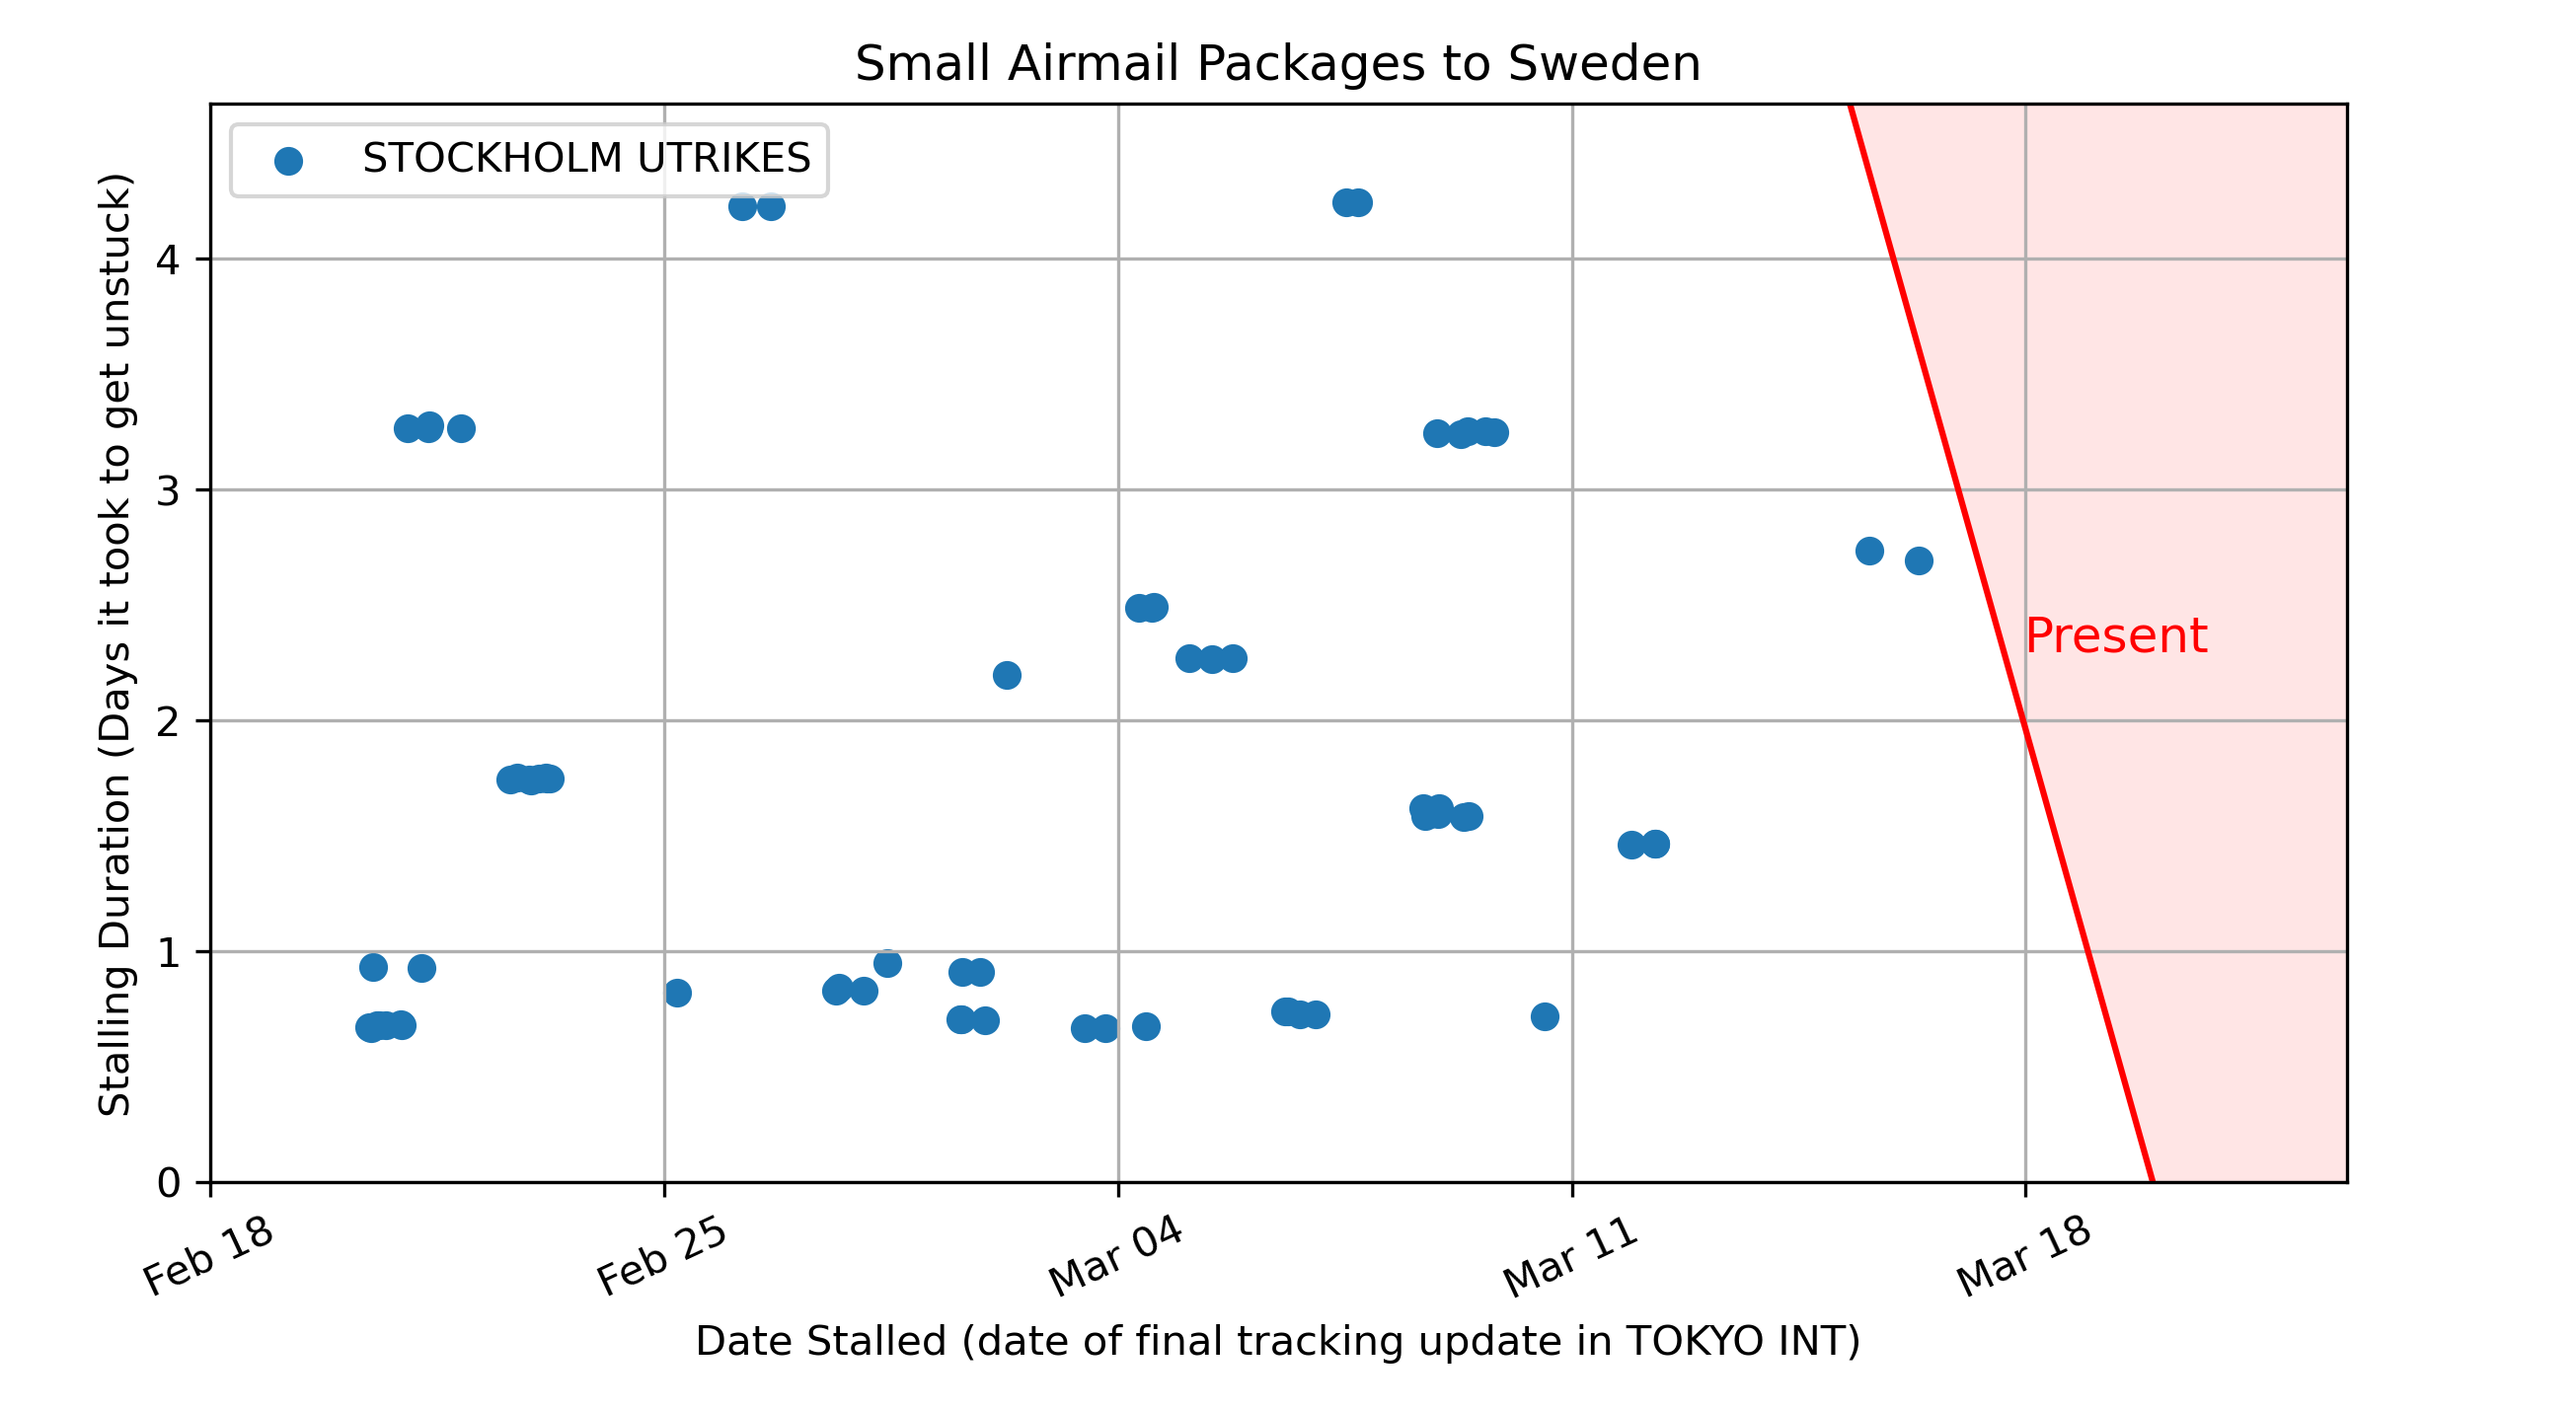 Small Airmail Packages to Sweden
STOCKHOLM UTRIKES
Stalling Duration (Days it took to get unstuck)
4
3
2
1
0
Present
Feb 18
Feb 25
Mar 04
Mar 11
Mar 18
Date Stalled (date of final tracking update in TOKYO INT)